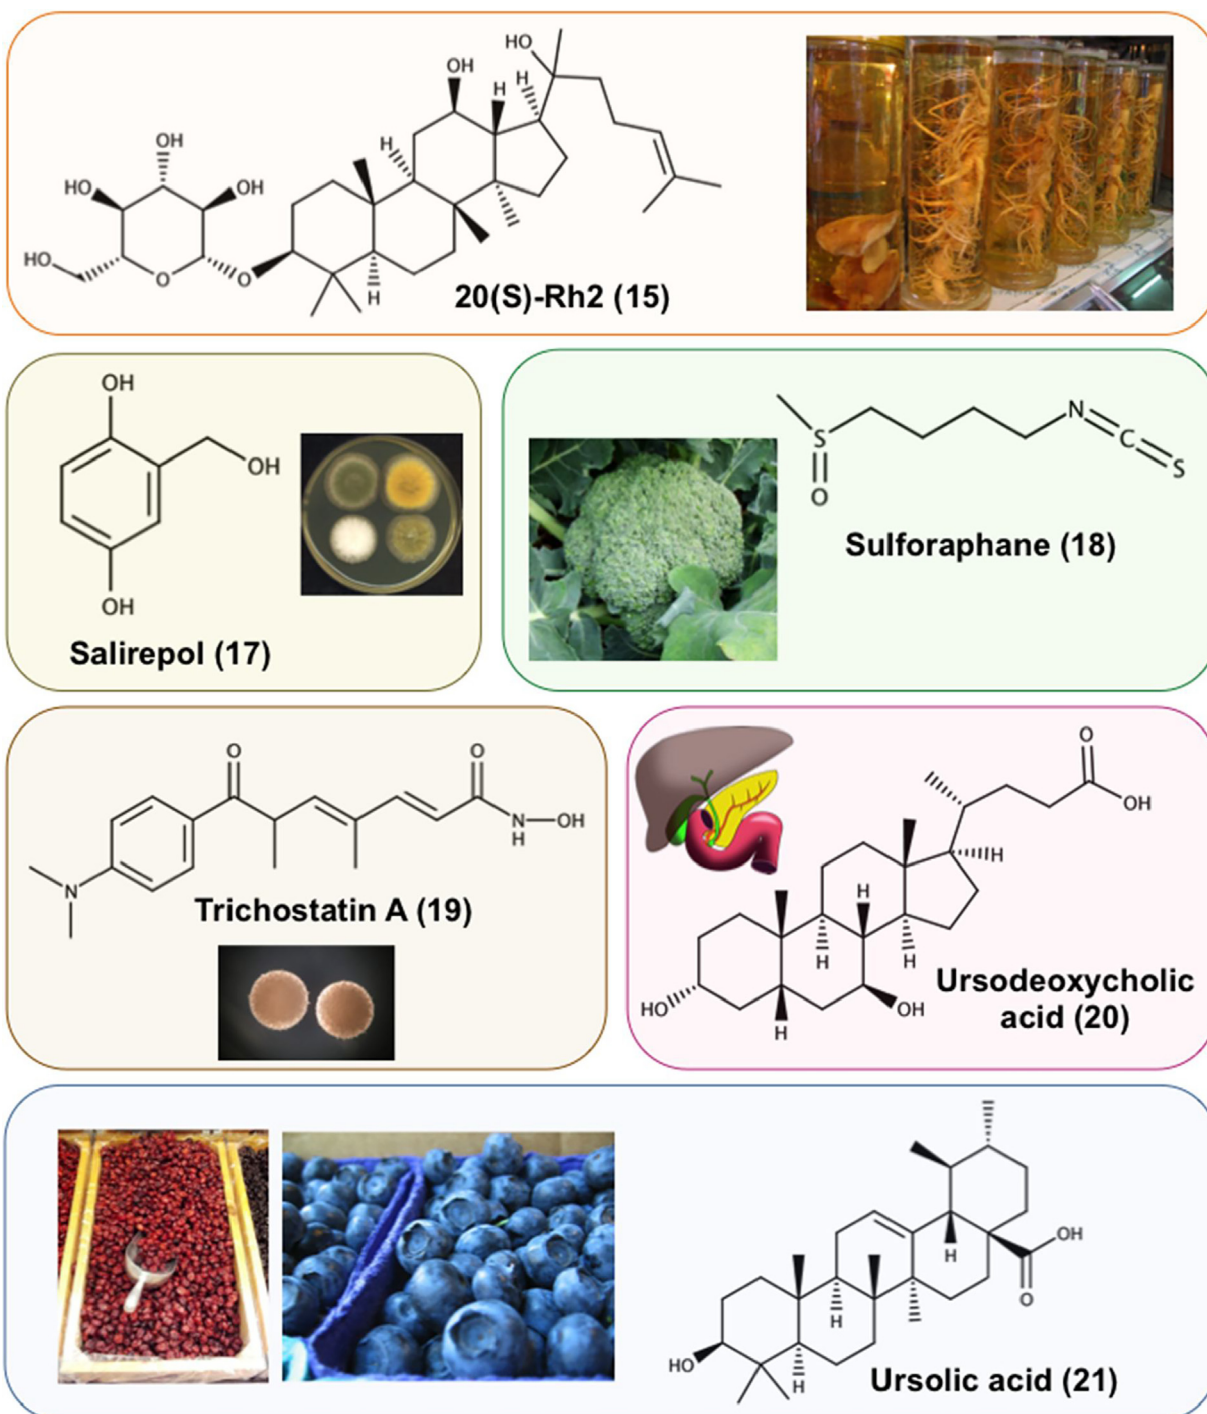 HO
OH
OH
H
H
HO
OH
HO
O
O
H
20(S)-Rh2 (15)
OH
OH
OH
Salirepol (17)
N
C
S
S
O
Sulforaphane (18)
O
O
N
H
OH
N
Trichostatin A (19)
O
OH
H
H
H
H
HO
OH
H
Ursodeoxycholic
acid (20)
H
OH
O
H
HO
H
Ursolic acid (21)